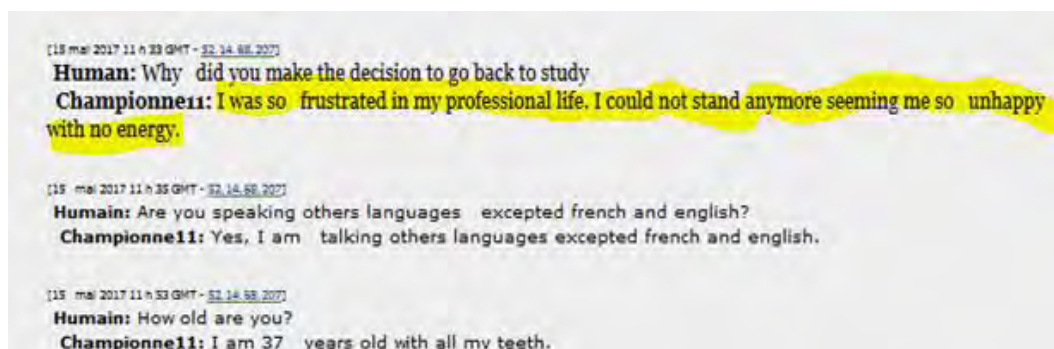 [15 mai 2017 11 h 33 GMT - 52.14.68.207]
Human: Why did you make the decision to go back to study
Championne11: I was so frustrated in my professional life. I could not stand anymore seeming me so unhappy
with no energy.
[15 mai 2017 11 h 35 GMT - 52.14.68.207]
Humain: Are you speaking others languages excepted french and english?
Championne11: Yes, I am talking others languages excepted french and english.
[15 mai 2017 11 h 53 GMT - 52.14.68.207]
Humain: How old are you?
Championne11: I am 37 years old with all my teeth.